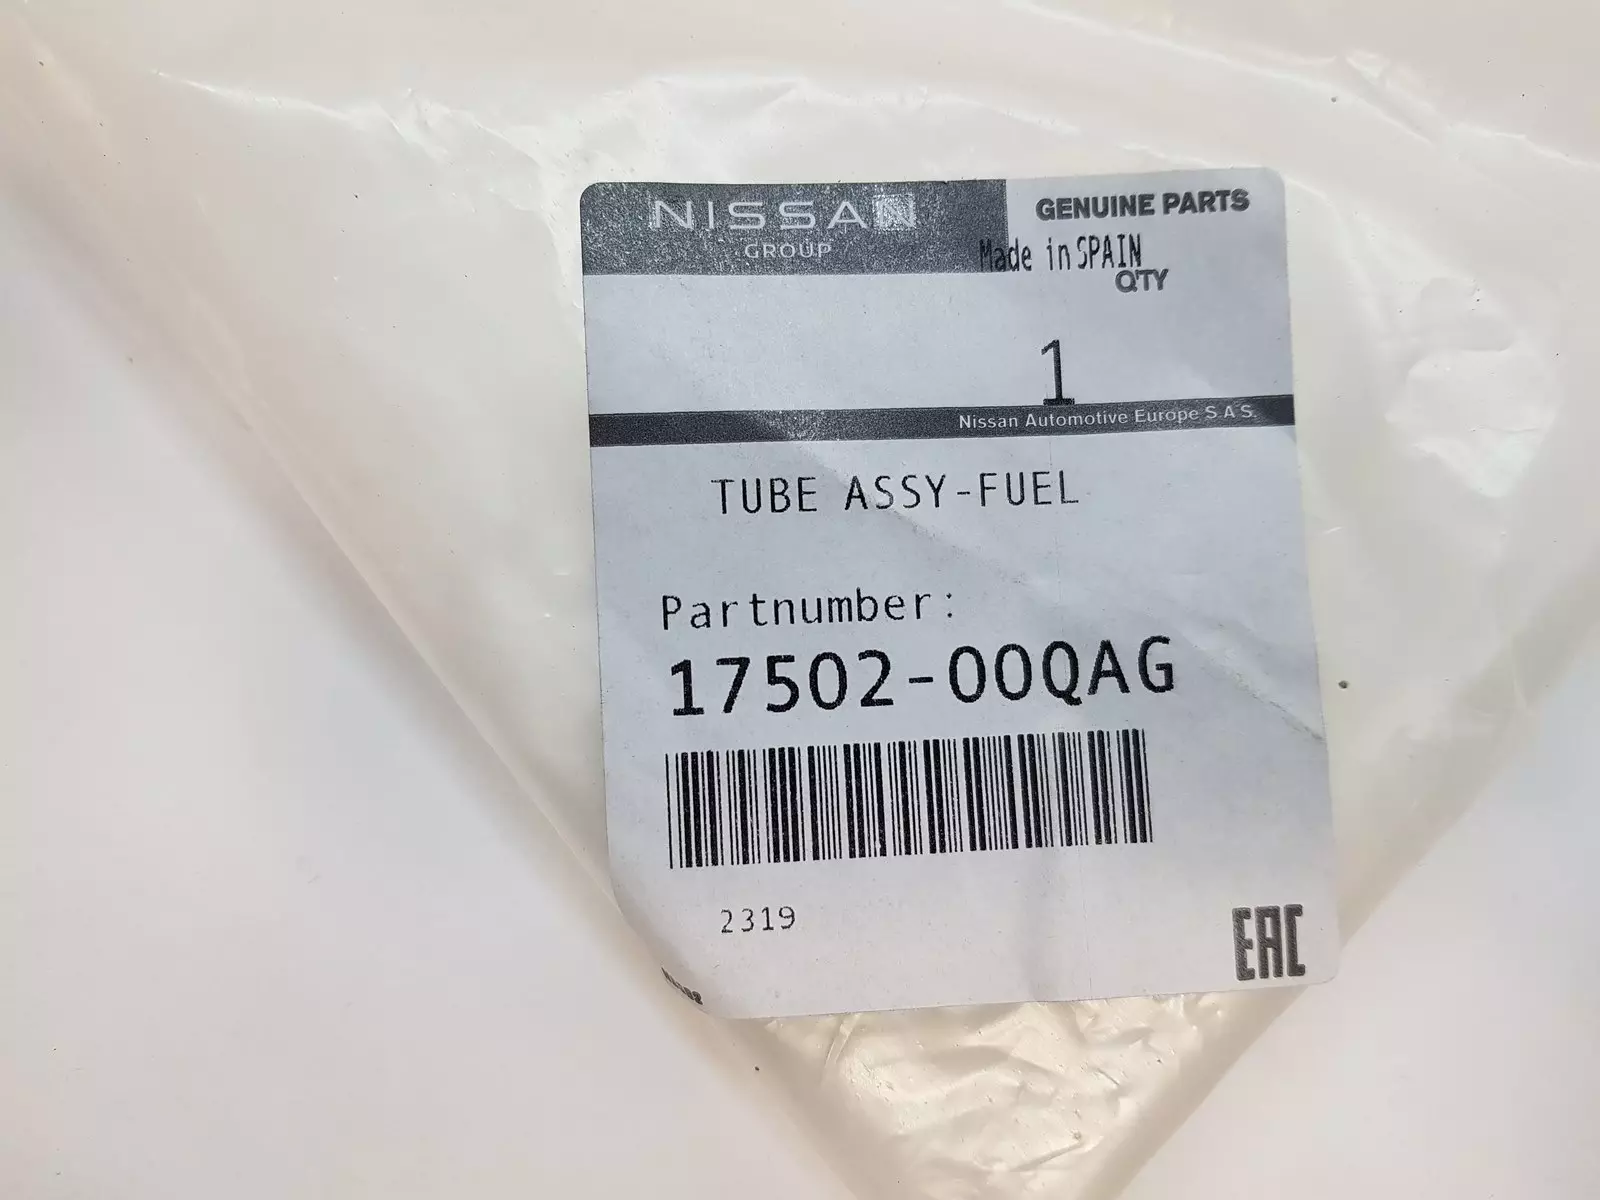 NISSAN
GROUP
GENUINE PARTS
Made in SPAIN
Q'TY
1
Nissan Automotive Europe S.A.S.
TUBE ASSY-FUEL
Partnumber:
17502-00QAG
2319
EAC